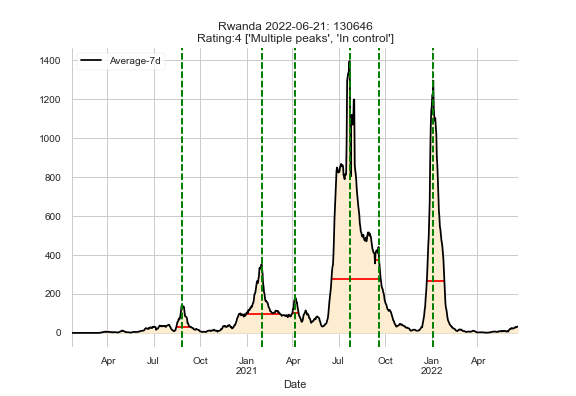 Rwanda 2022-06-21: 130646
Rating:4 ['Multiple peaks', 'In control']
Average-7d
1400
1200
1000
800
600
400
200
0
Apr Jul Oct Jan Apr Jul Oct Jan Apr
2021 2022
Date